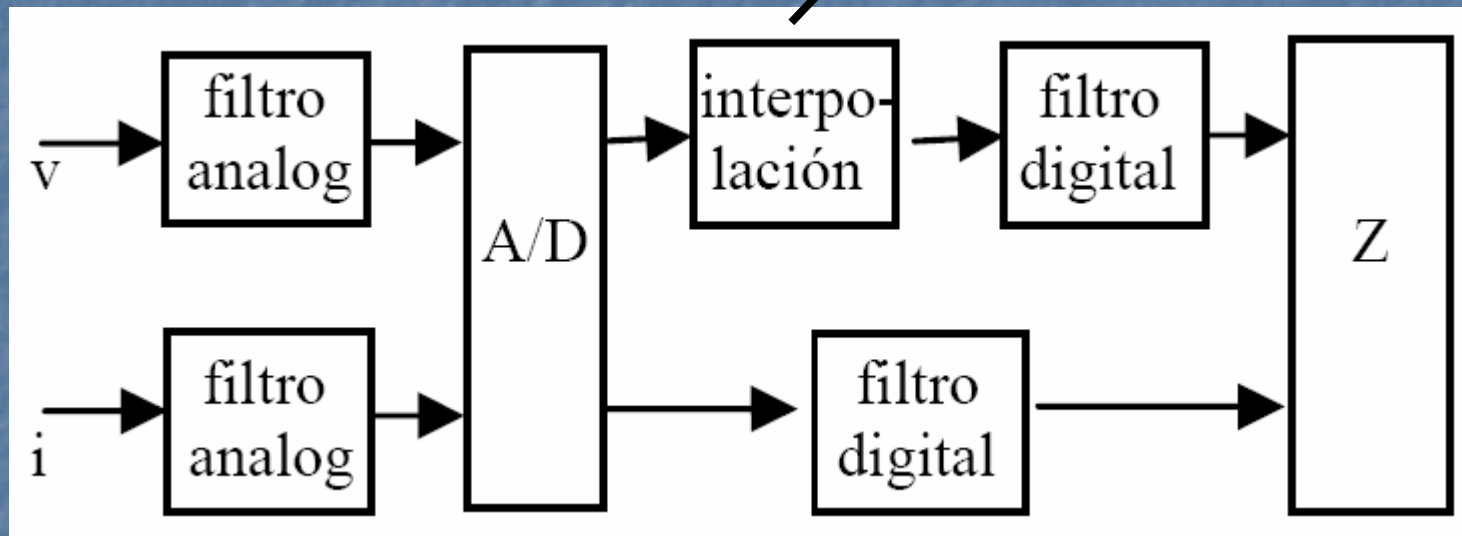 v
filtro
analog
A/D
interpo-
lación
filtro
digital
Z
i
filtro
analog
filtro
digital